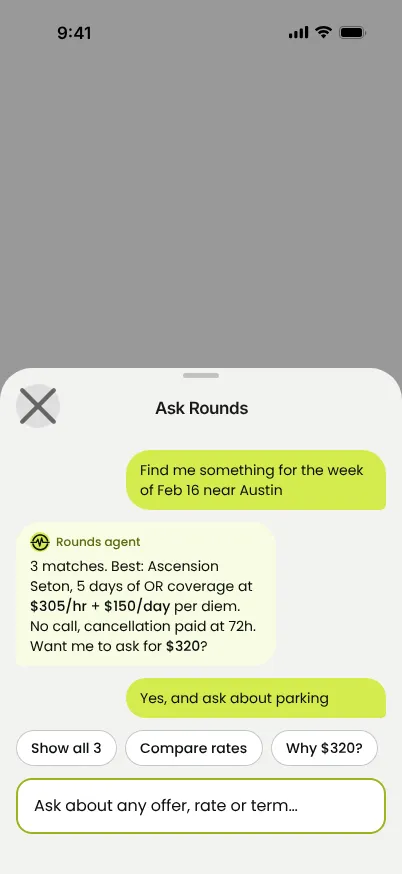 9:41
Ask Rounds
Find me something for the week
of Feb 16 near Austin
Rounds agent
3 matches. Best: Ascension
Seton, 5 days of OR coverage at
$305/hr + $150/day per diem.
No call, cancellation paid at 72h.
Want me to ask for $320?
Yes, and ask about parking
Show all 3
Compare rates
Why $320?
Ask about any offer, rate or term...